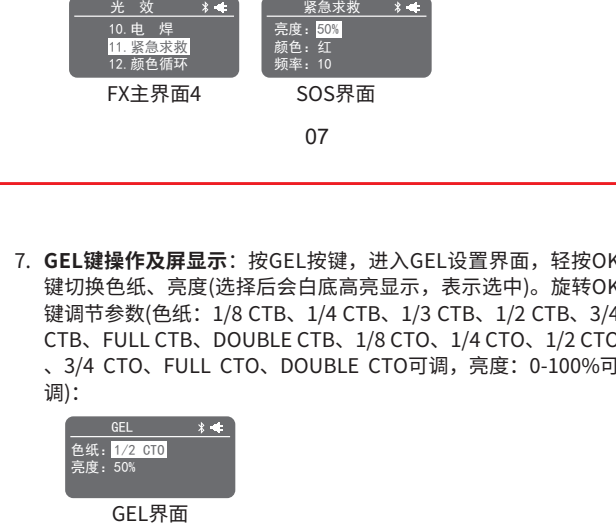 光 效
10.电 焊
11.紧急求救
12.颜色循环
FX主界面4
紧急求救
亮度：50%
颜色：红
频率：10
SOS界面
07
7. GEL键操作及屏显示：按GEL按键，进入GEL设置界面，轻按OK
键切换色纸、亮度(选择后会白底高亮显示，表示选中)。旋转OK
键调节参数(色纸：1/8 CTB、1/4 CTB、1/3 CTB、1/2 CTB、3/4
CTB、FULL CTB、DOUBLE CTB、1/8 CTO、1/4 CTO、1/2 CTO
、3/4 CTO、FULL CTO、DOUBLE CTO可调，亮度：0-100%可
调)：
GEL
色纸：1/2 CTO
亮度：50%
GEL界面